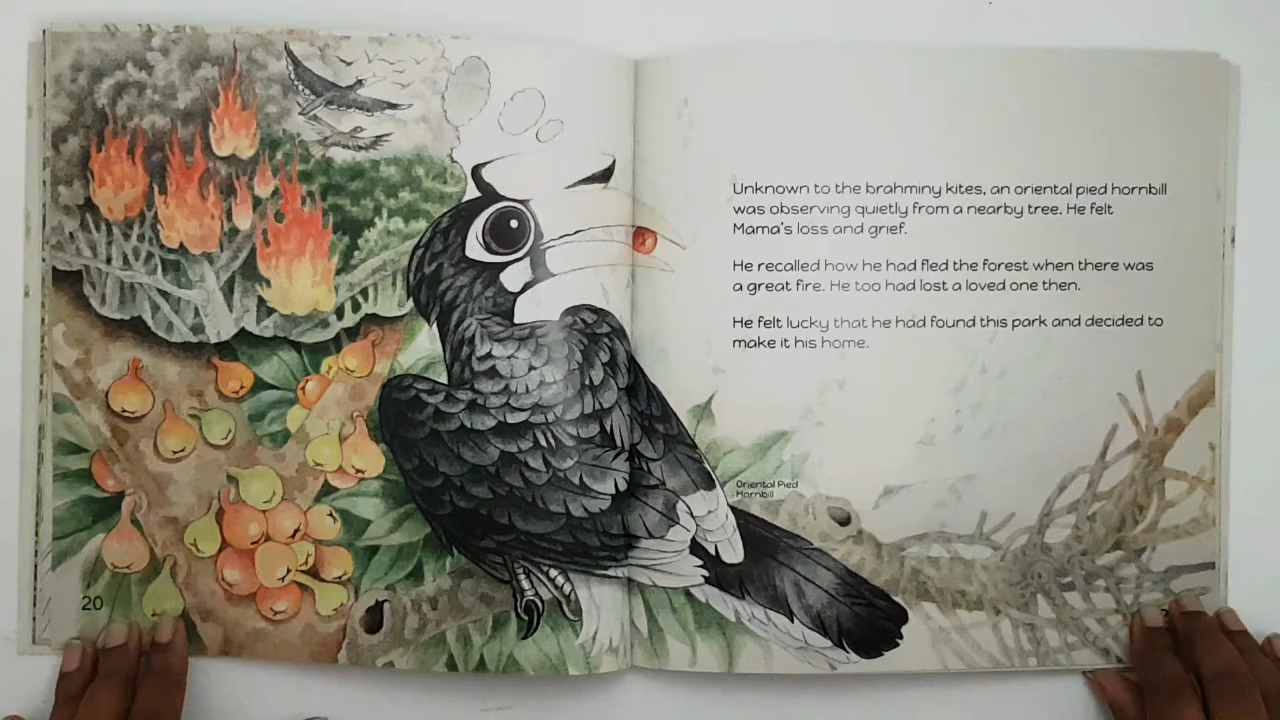 Unknown to the brahminy kites, an oriental pied hornbill
was observing quietly from a nearby tree. He felt
Mama's loss and grief.
He recalled how he had fled the forest when there was
a great fire. He too had lost a loved one then.
He felt lucky that he had found this park and decided to
make it his home.
Oriental Pied
Hornbill
20